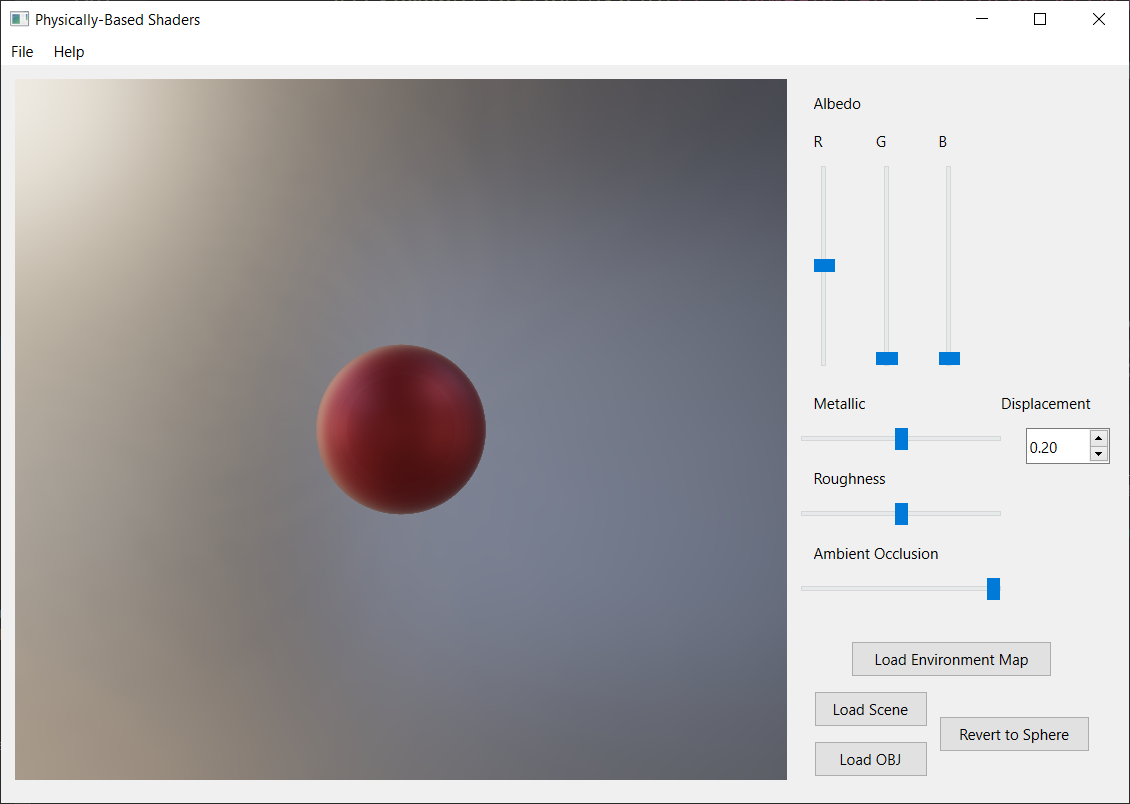 Physically-Based Shaders
File Help
Albedo
R G B
Metallic Displacement
0.20
Roughness
Ambient Occlusion
Load Environment Map
Load Scene
Revert to Sphere
Load OBJ